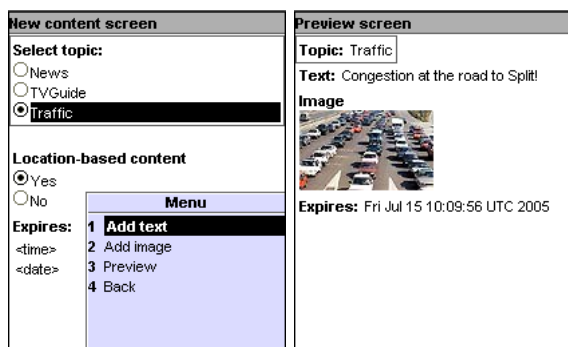 New content screen
Select topic:
News
TVGuide
Traffic
Location-based content
Yes
No
Expires:
<time>
<date>
Menu
1 Add text
2 Add image
3 Preview
4 Back
Preview screen
Topic: Traffic
Text: Congestion at the road to Split!
Image
Expires: Fri Jul 15 10:09:56 UTC 2005